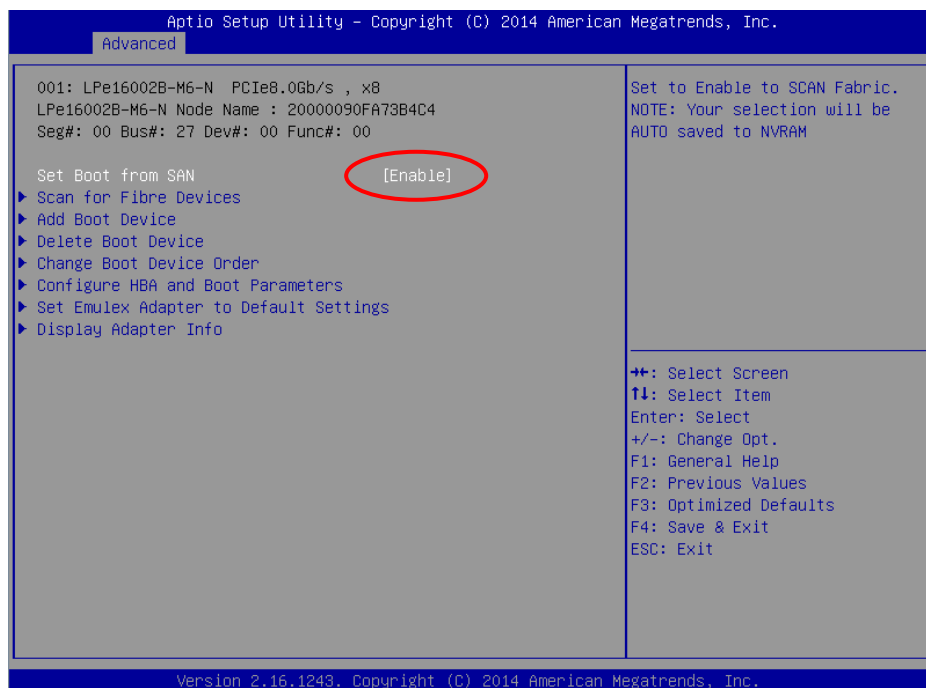 Aptio Setup Utility – Copyright (C) 2014 American Megatrends, Inc.
Advanced
001: LPe16002B-M6-N PCIe8.0Gb/s , x8
LPe16002B-M6-N Node Name : 20000090FA73B4C4
Seg#: 00 Bus#: 27 Dev#: 00 Func#: 00
Set Boot from SAN [Enable]
Scan for Fibre Devices
Add Boot Device
Delete Boot Device
Change Boot Device Order
Configure HBA and Boot Parameters
Set Emulex Adapter to Default Settings
Display Adapter Info
Set to Enable to SCAN Fabric.
NOTE: Your selection will be
AUTO saved to NVRAM
→←: Select Screen
↑↓: Select Item
Enter: Select
+/-: Change Opt.
F1: General Help
F2: Previous Values
F3: Optimized Defaults
F4: Save & Exit
ESC: Exit
Version 2.16.1243. Copyright (C) 2014 American Megatrends, Inc.